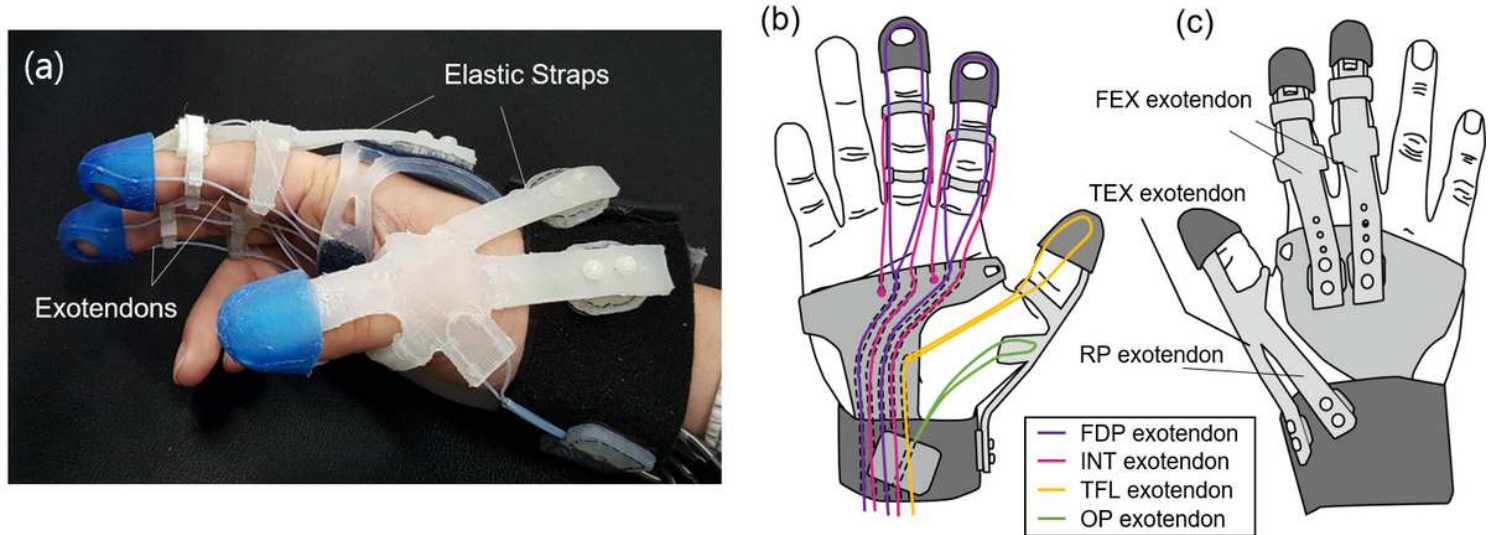 (a)
Elastic Straps
Exotendons
(b)
FDP exotendon
INT exotendon
TFL exotendon
OP exotendon
(c)
FEX exotendon
TEX exotendon
RP exotendon